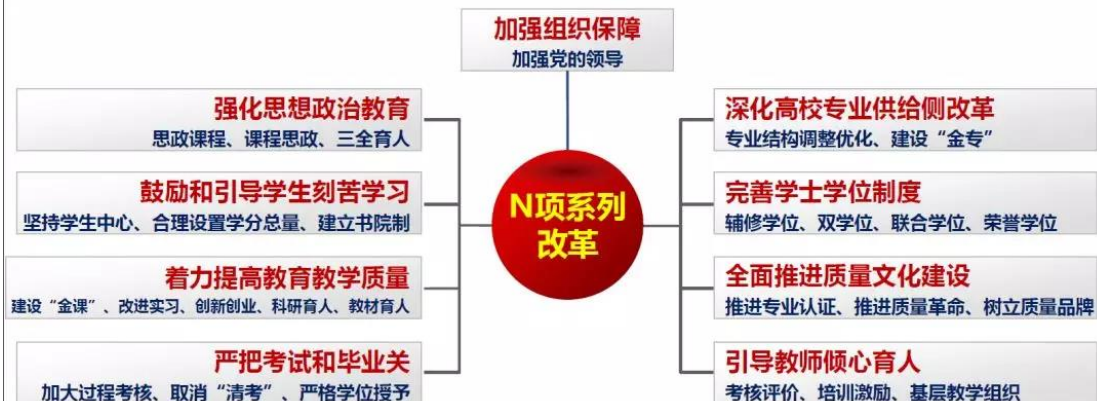 加强组织保障
加强党的领导
强化思想政治教育
思政课程、课程思政、三全育人
鼓励和引导学生刻苦学习
坚持学生中心、合理设置学分总量、建立书院制
着力提高教育教学质量
建设“金课”、改进实习、创新创业、科研育人、教材育人
严把考试和毕业关
加大过程考核、取消“清考”、严格学位授予
N项系列
改革
深化高校专业供给侧改革
专业结构调整优化、建设“金专”
完善学士学位制度
辅修学位、双学位、联合学位、荣誉学位
全面推进质量文化建设
推进专业认证、推进质量革命、树立质量品牌
引导教师倾心育人
考核评价、培训激励、基层教学组织